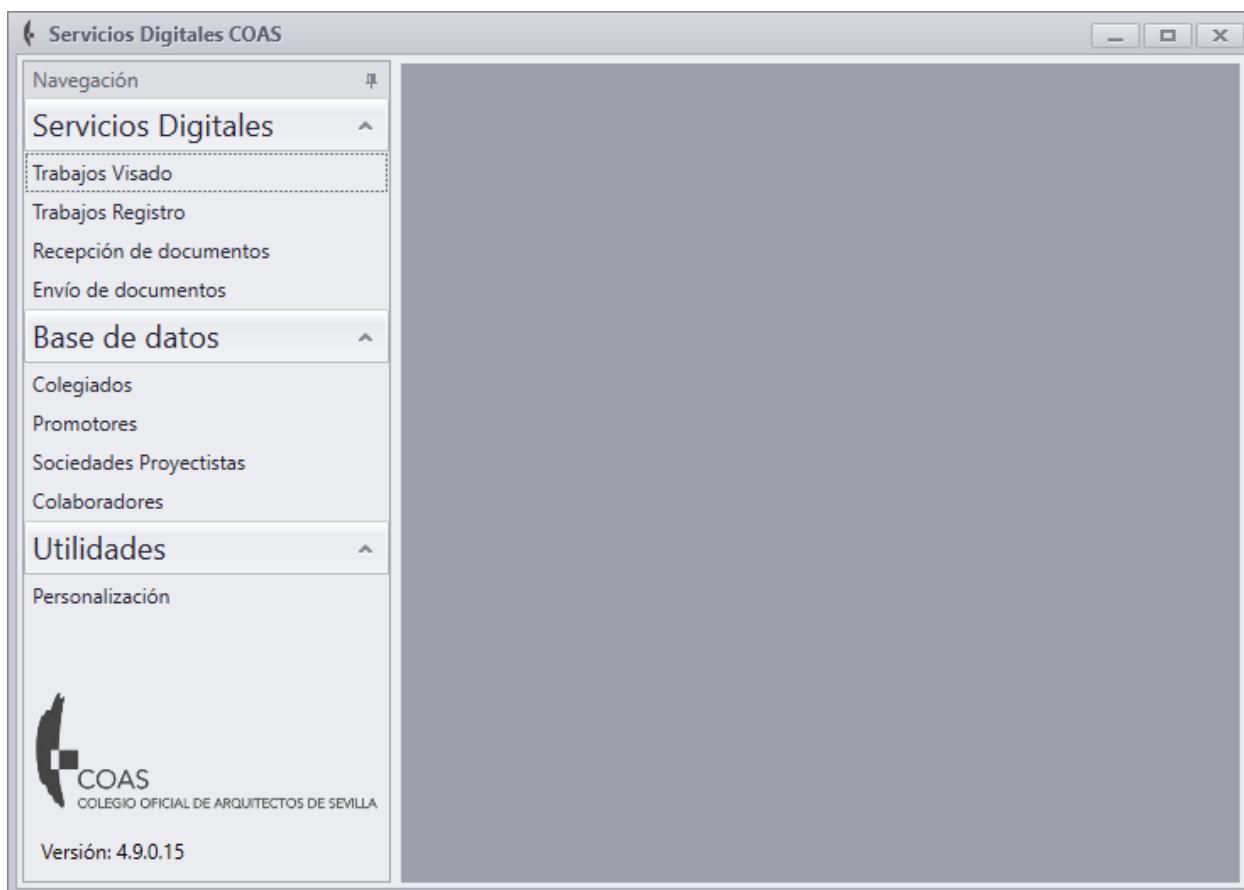 Servicios Digitales COAS
Navegación
Servicios Digitales
Trabajos Visado
Trabajos Registro
Recepción de documentos
Envío de documentos
Base de datos
Colegiados
Promotores
Sociedades Proyectistas
Colaboradores
Utilidades
Personalización
COAS
COLEGIO OFICIAL DE ARQUITECTOS DE SEVILLA
Versión: 4.9.0.15